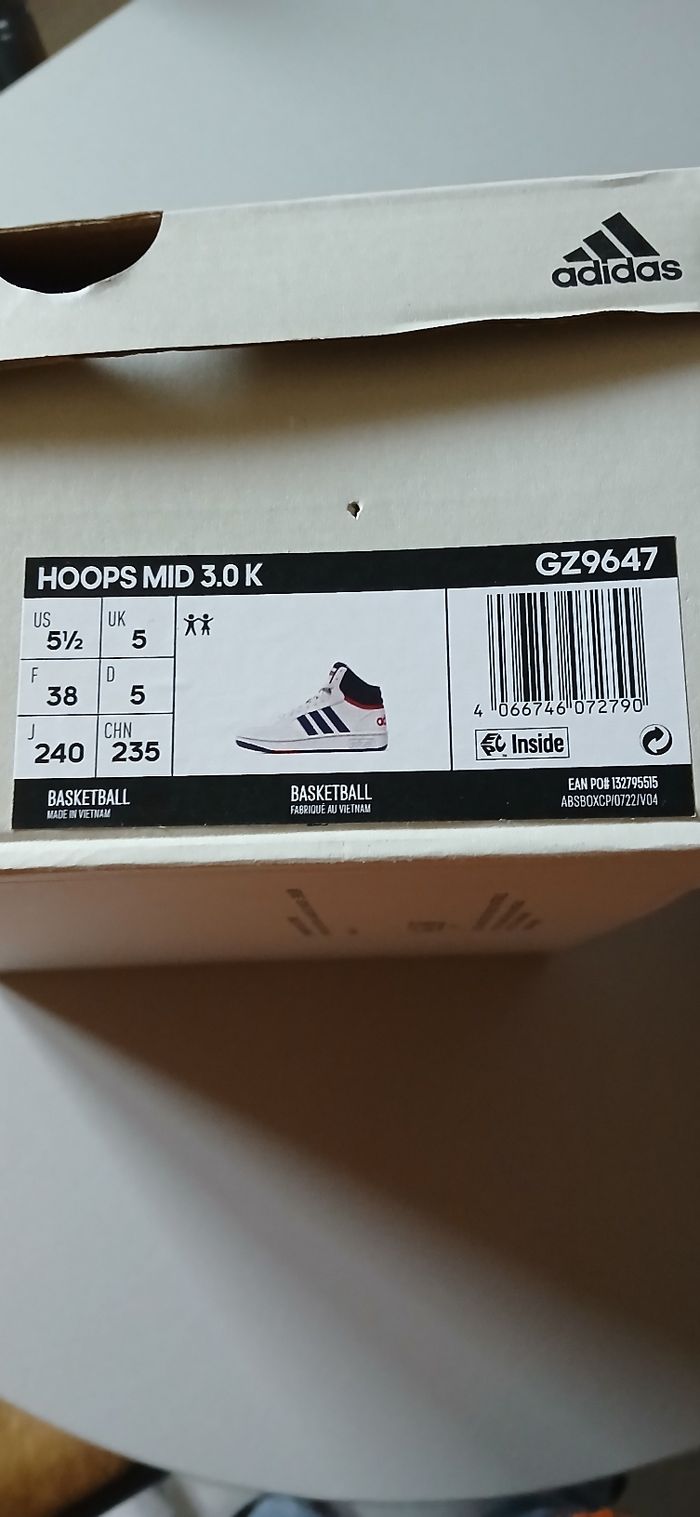 adidas
HOOPS MID 3.0 K
GZ9647
US
5½
UK
5
F
38
D
5
J
240
CHN
235
4 066746 072790
Inside
BASKETBALL
MADE IN VIETNAM
BASKETBALL
FABRIQUÉ AU VIETNAM
EAN PO# 132795515
ABSBOXCP/0722/V04